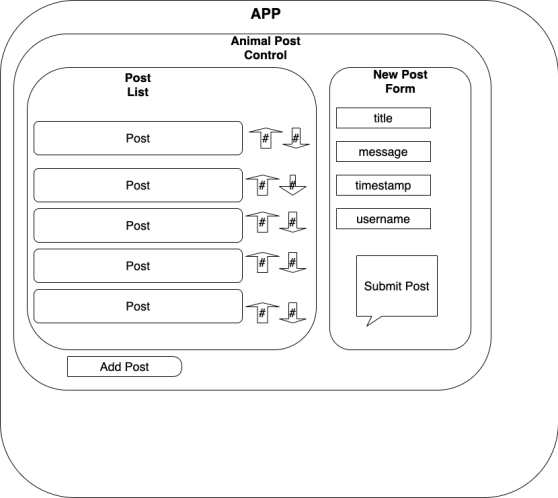 APP
Animal Post
Control
Post
List
Post
# #
Post
# #
Post
# #
Post
# #
Post
# #
Add Post
New Post
Form
title
message
timestamp
username
Submit Post